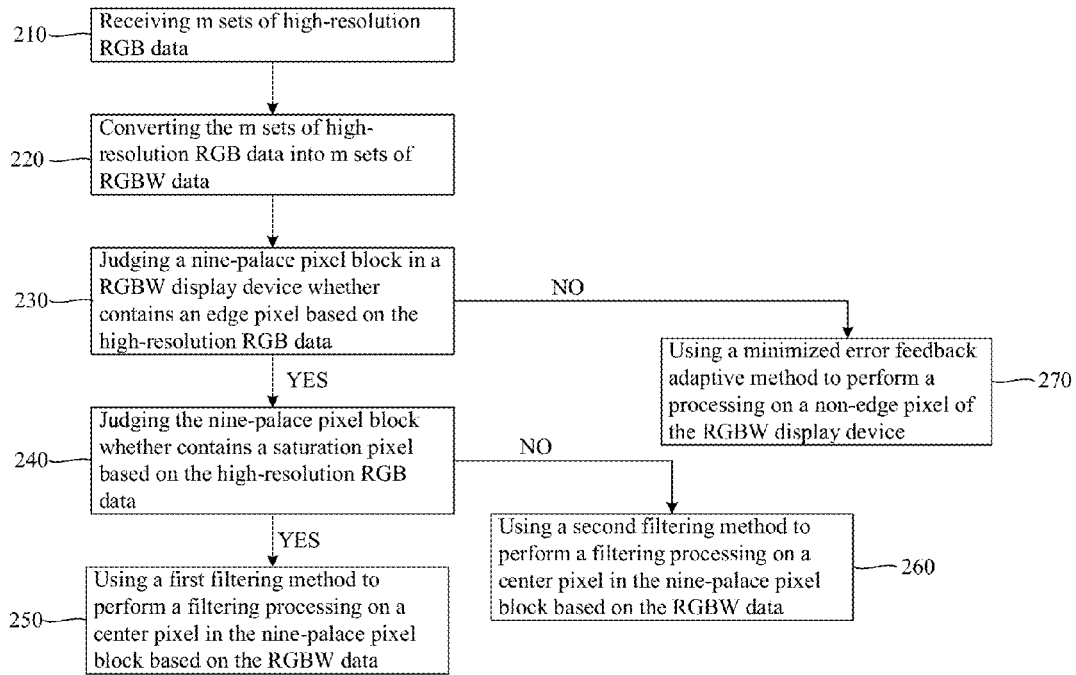 210
Receiving m sets of high-resolution
RGB data
220
Converting the m sets of high-
resolution RGB data into m sets of
RGBW data
230
Judging a nine-palace pixel block in a
RGBW display device whether
contains an edge pixel based on the
high-resolution RGB data
NO
YES
Using a minimized error feedback
adaptive method to perform a
processing on a non-edge pixel of
the RGBW display device
270
240
Judging the nine-palace pixel block
whether contains a saturation pixel
based on the high-resolution RGB
data
NO
YES
Using a second filtering method to
perform a filtering processing on a
center pixel in the nine-palace pixel
block based on the RGBW data
260
250
Using a first filtering method to
perform a filtering processing on a
center pixel in the nine-palace pixel
block based on the RGBW data